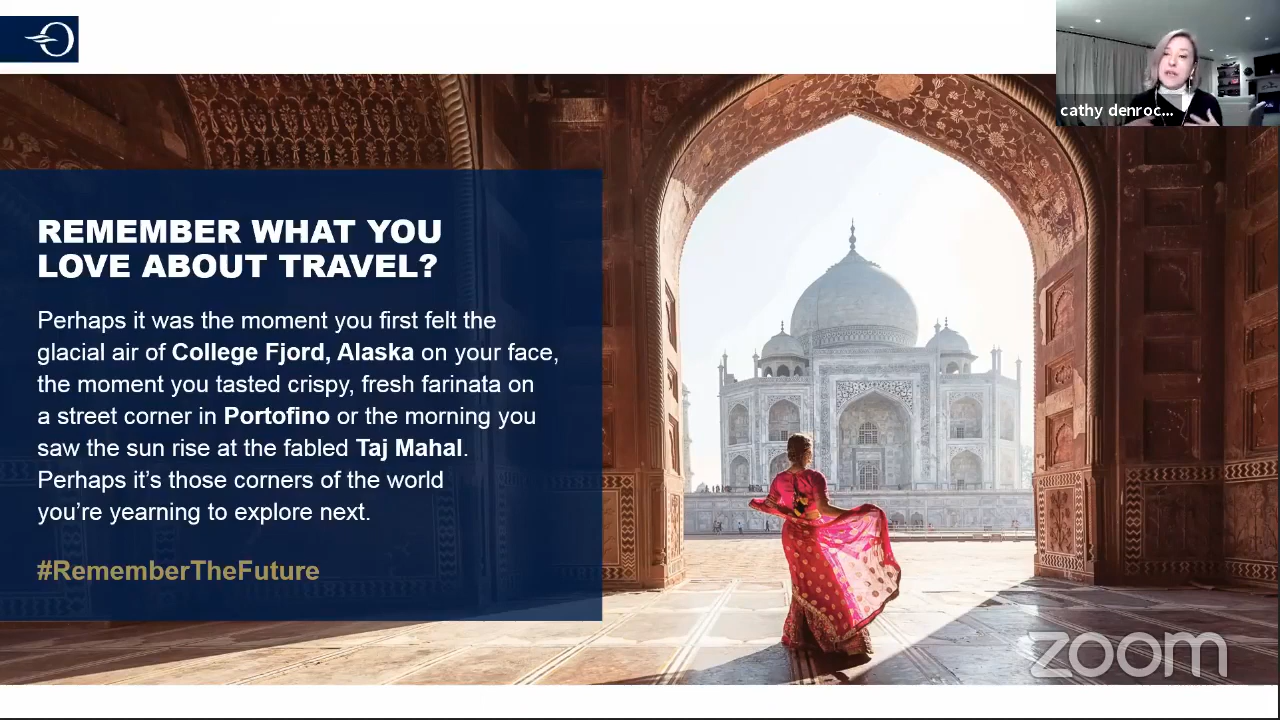 cathy denroc...
REMEMBER WHAT YOU
LOVE ABOUT TRAVEL?
Perhaps it was the moment you first felt the
glacial air of College Fjord, Alaska on your face,
the moment you tasted crispy, fresh farinata on
a street corner in Portofino or the morning you
saw the sun rise at the fabled Taj Mahal.
Perhaps it’s those corners of the world
you’re yearning to explore next.
#RememberTheFuture
zoom